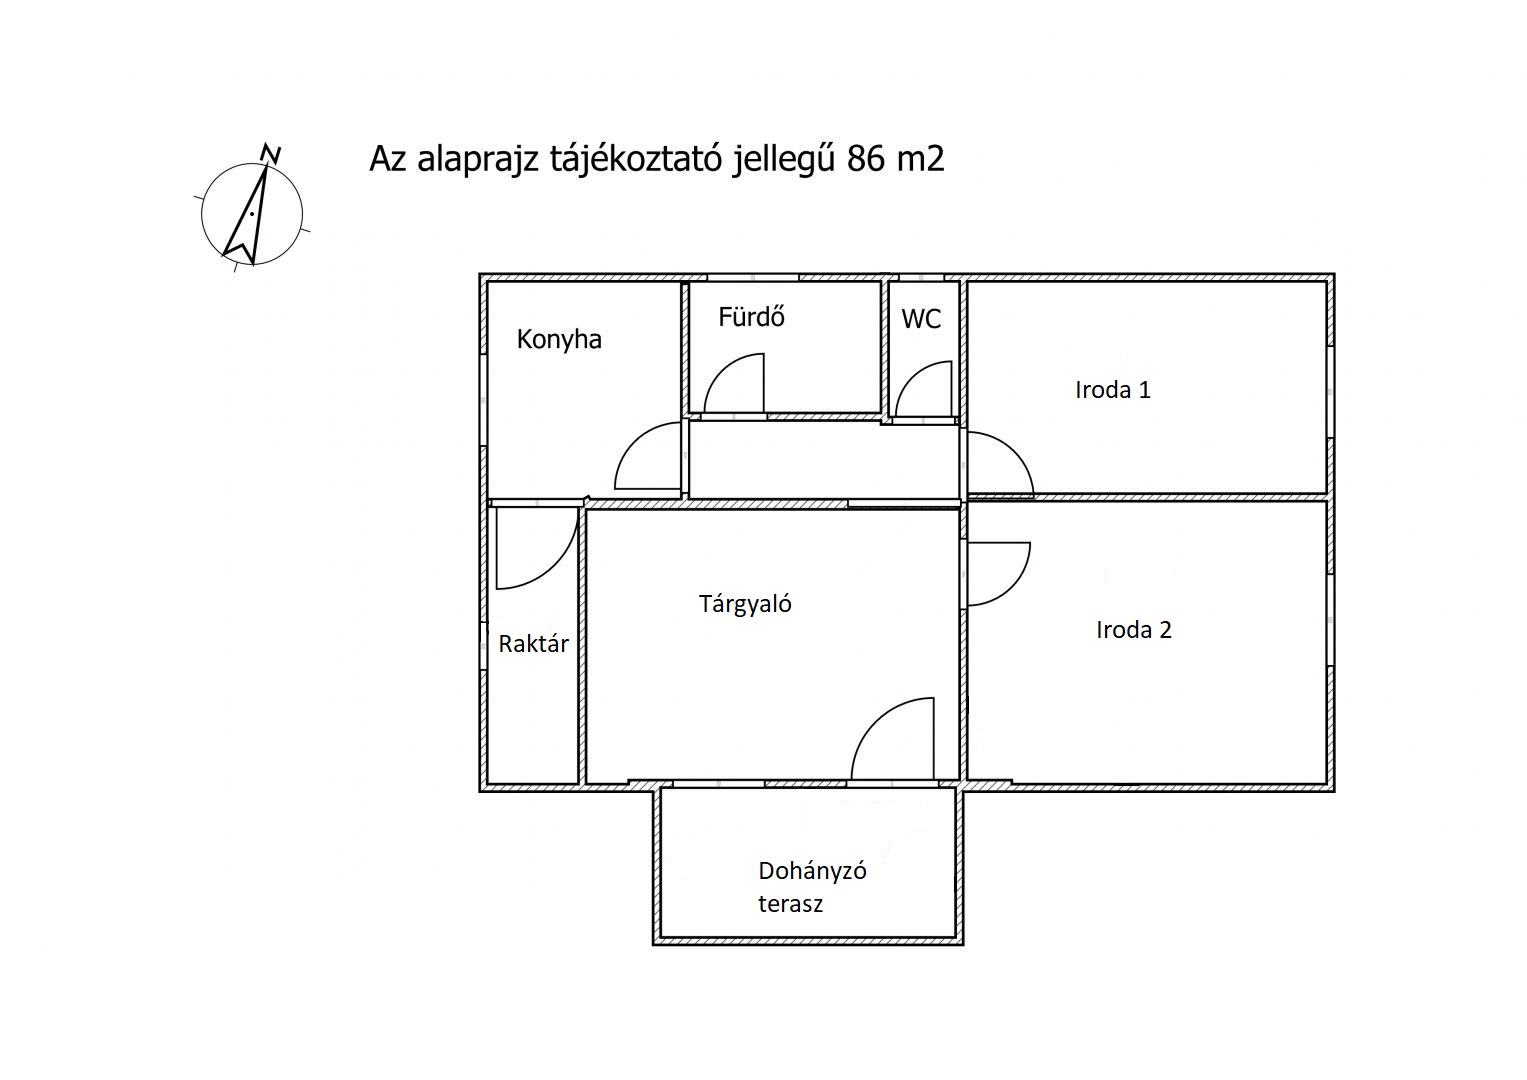 N
Az alaprajz tájékoztató jellegű 86 m2
Konyha
Fürdő
WC
Iroda 1
Raktár
Tárgyaló
Iroda 2
Dohányzó
terasz